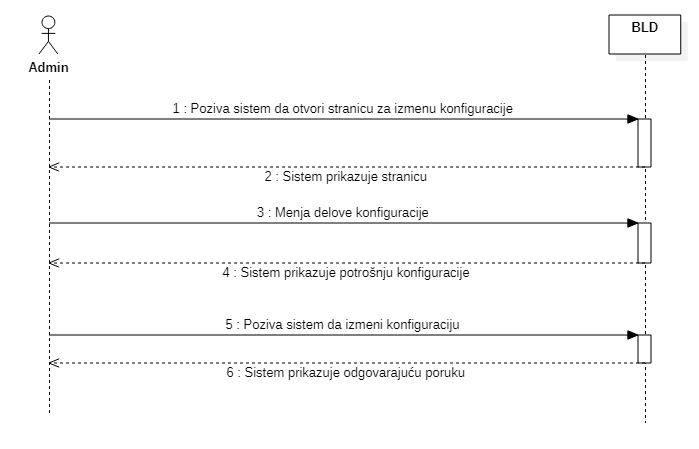 BLD
Admin
1 : Poziva sistem da otvori stranicu za izmenu konfiguracije
2 : Sistem prikazuje stranicu
3 : Menja delove konfiguracije
4 : Sistem prikazuje potrošnju konfiguracije
5 : Poziva sistem da izmeni konfiguraciju
6 : Sistem prikazuje odgovarajuću poruku